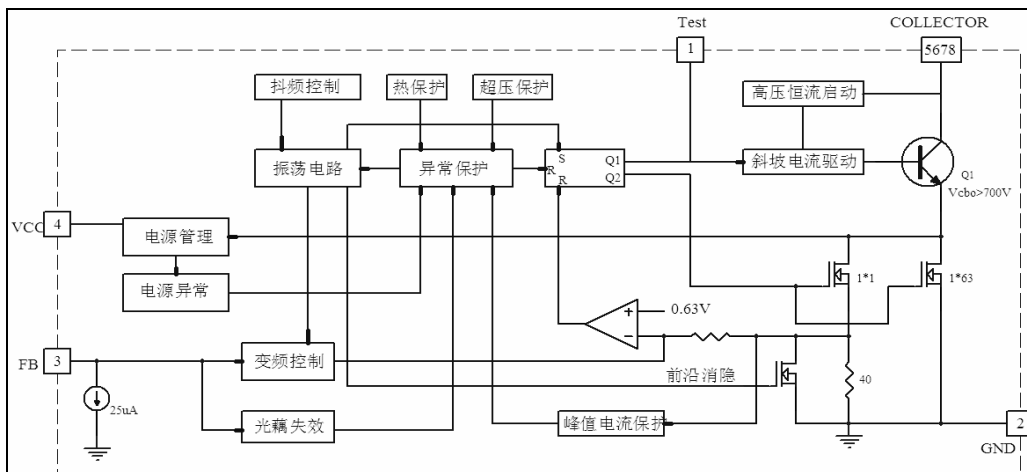 Test
COLLECTOR
1
5678
抖频控制
热保护
超压保护
高压恒流启动
振荡电路
异常保护
S
R
R
Q1
Q2
斜坡电流驱动
Q1
Vcbo>700V
VCC
4
电源管理
电源异常
1*1
1*63
0.63V
+
-
FB
3
变频控制
前沿消隐
40
25uA
光藕失效
峰值电流保护
2
GND